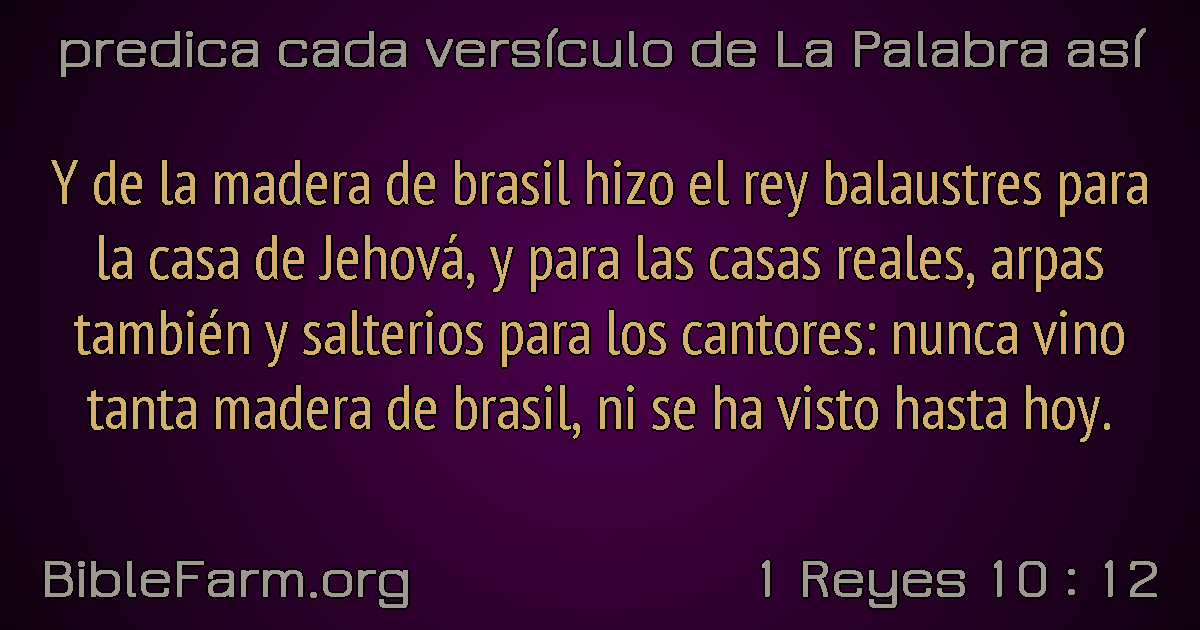 predica cada versículo de La Palabra así
Y de la madera de brasil hizo el rey balaustres para
la casa de Jehová, y para las casas reales, arpas
también y salterios para los cantores: nunca vino
tanta madera de brasil, ni se ha visto hasta hoy.
BibleFarm.org
1 Reyes 10 : 12